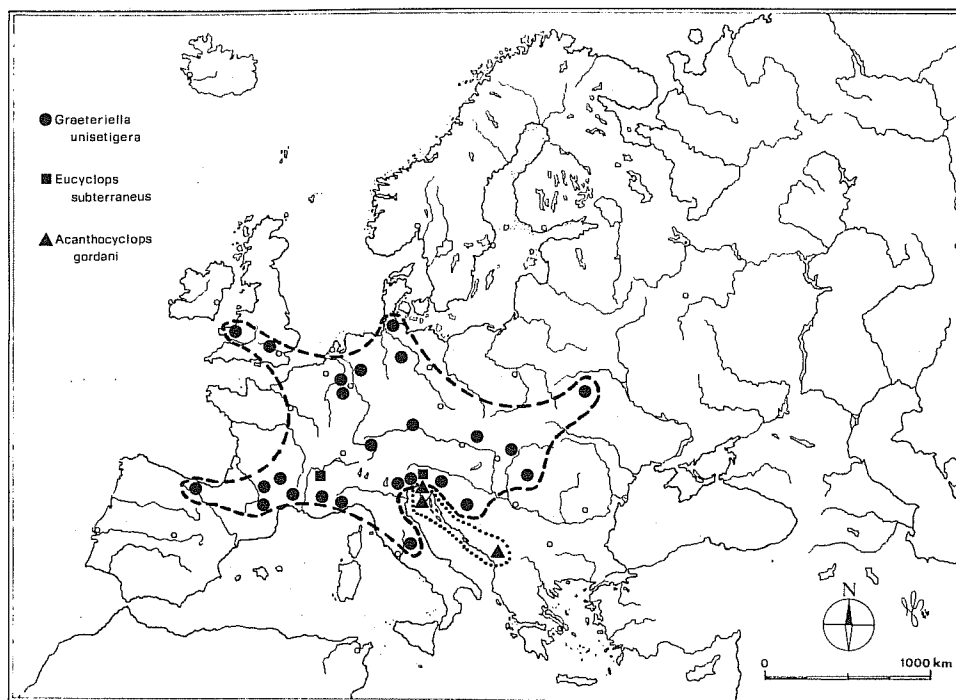 Graeteriella
unisetigera
Eucyclops
subterraneus
Acanthocyclops
gordani
N
0 1000 km